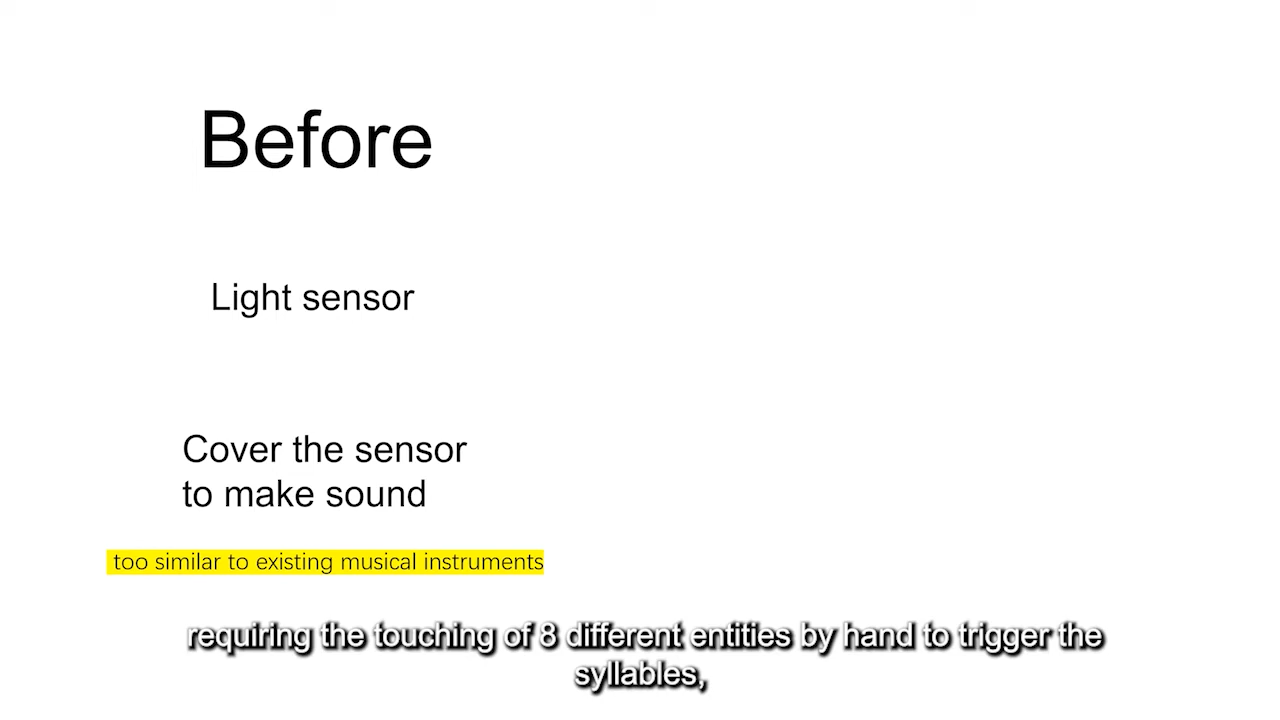 Before
Light sensor
Cover the sensor
to make sound
too similar to existing musical instruments
requiring the touching of 8 different entities by hand to trigger the
syllables,